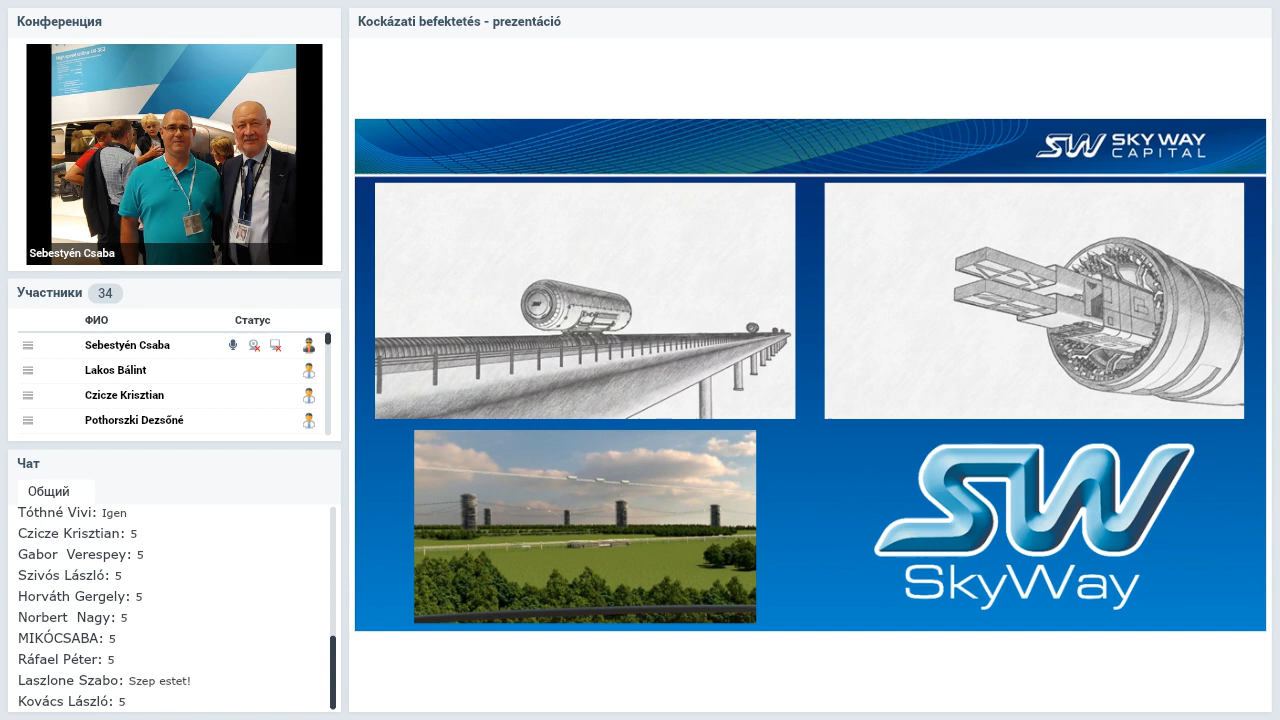 Конференция
Sebestyén Csaba
Участники 34
ФИО Статус
Sebestyén Csaba
Lakos Bálint
Czicze Krisztian
Pothorszki Dezsőné
Чат
Общий
Tóthné Vivi: Igen
Czicze Krisztian: 5
Gabor Verespey: 5
Szivós László: 5
Horváth Gergely: 5
Norbert Nagy: 5
MIKÓCSABA: 5
Ráfael Péter: 5
Laszlone Szabo: Szep estet!
Kovács László: 5
Kockázati befektetés - prezentáció
SW SKY WAY
CAPITAL
SW
SkyWay